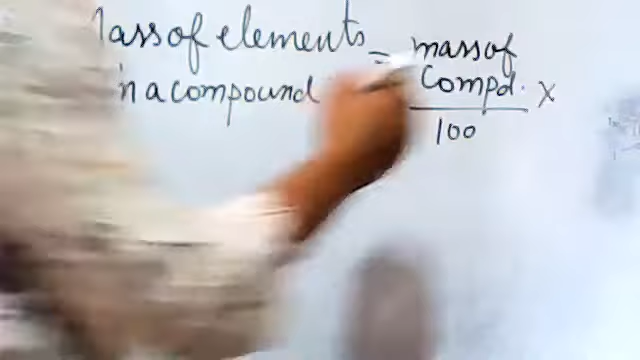 Mass of elements = mass of
in a compound Compd. x
100